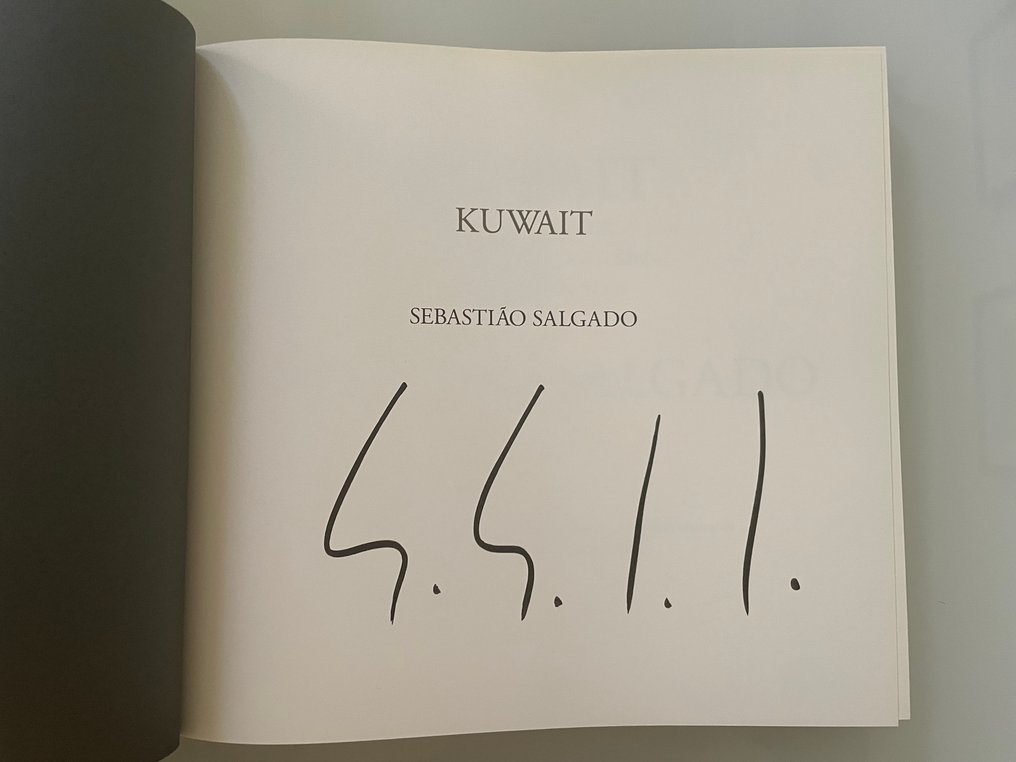 KUWAIT
SEBASTIÃO SALGADO
S. S. I. I.